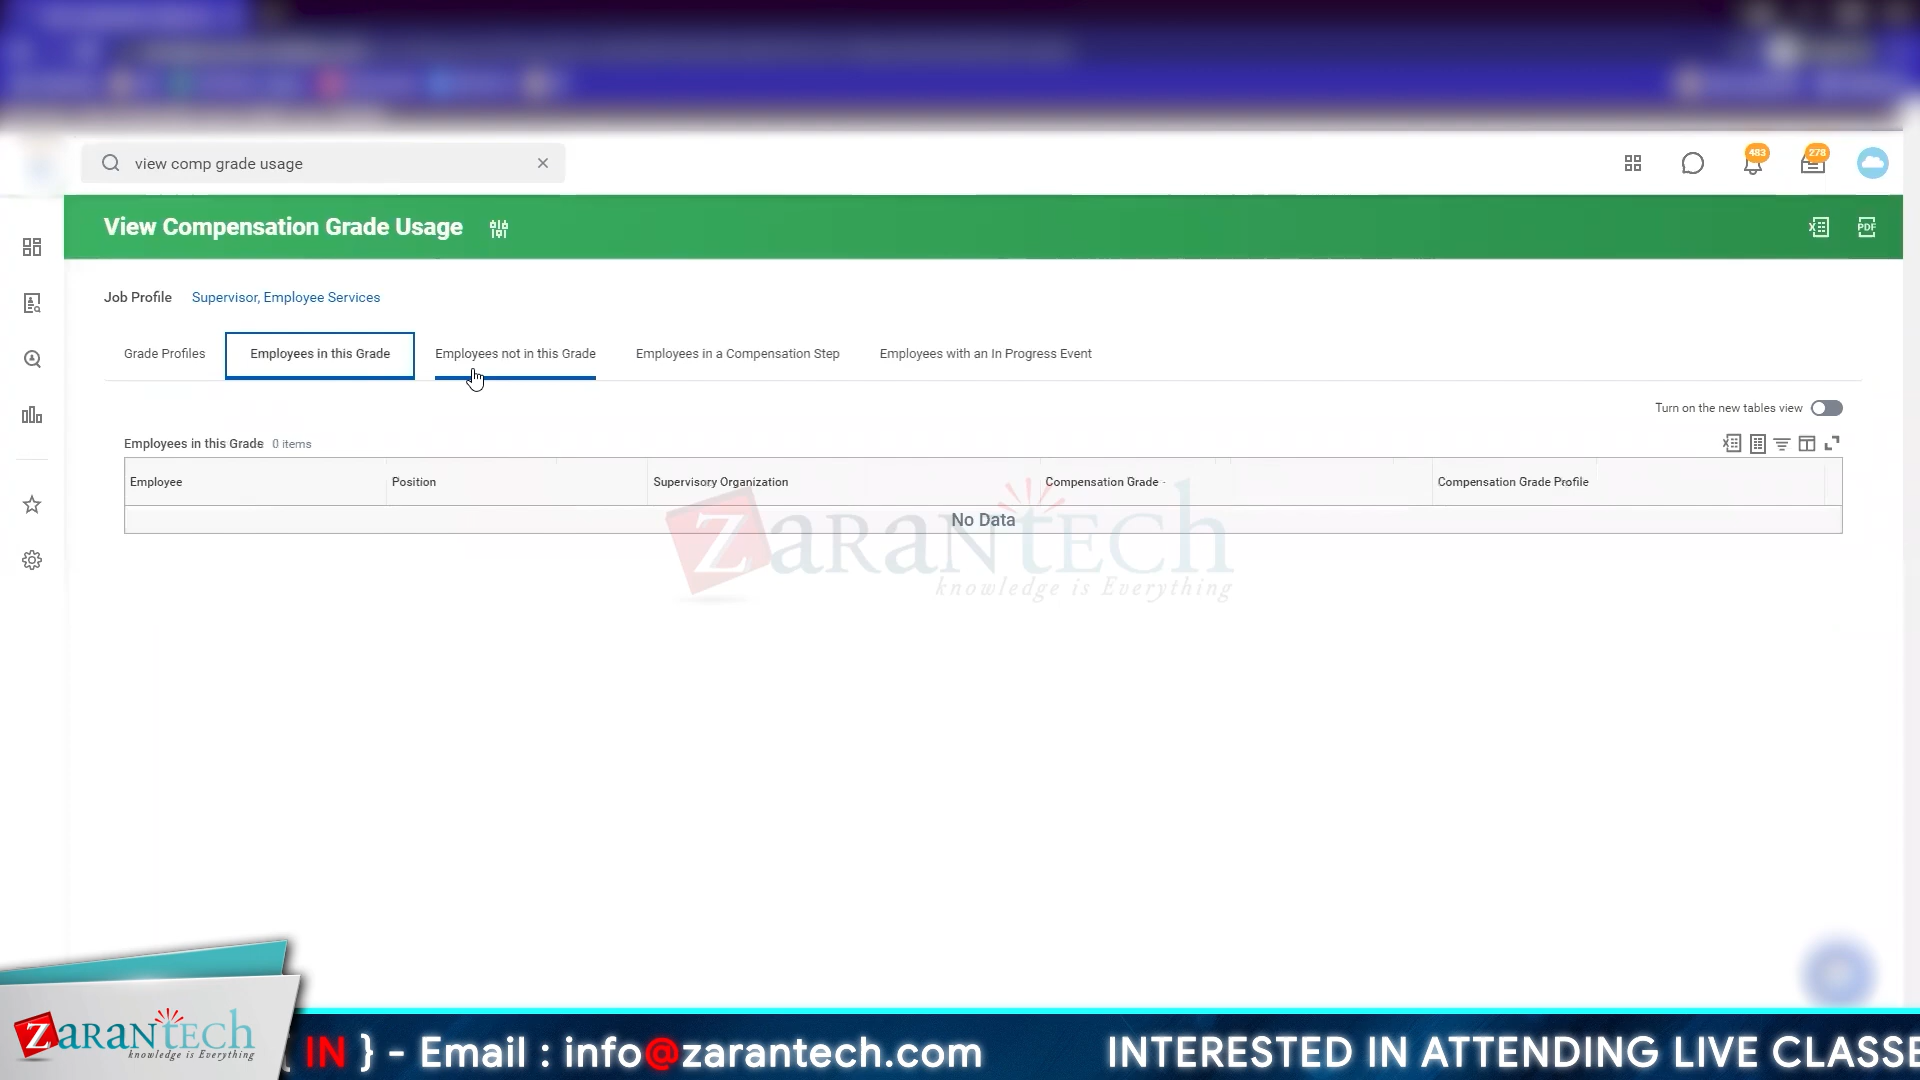 view comp grade usage
483
278
View Compensation Grade Usage
PDF
Job Profile Supervisor, Employee Services
Grade Profiles Employees in this Grade Employees not in this Grade Employees in a Compensation Step Employees with an In Progress Event
Turn on the new tables view
Employees in this Grade 0 items
Employee Position Supervisory Organization Compensation Grade Compensation Grade Profile
No Data
ZaranTech
knowledge is Everything
ZaranTech
knowledge is Everything
IN } - Email : info@zarantech.com INTERESTED IN ATTENDING LIVE CLASSE